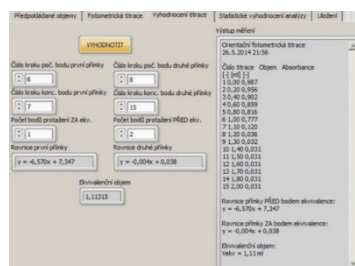 Předpokládané objemy
Fotometrická titrace
Vyhodnocení titrace
Statistické vyhodnocení analýzy
Uložení
VYHODNOTIT
Číslo kroku poč. bodu první přímky
6
Číslo kroku poč. bodu druhé přímky
8
Číslo kroku konc. bodu první přímky
7
Číslo kroku konc. bodu druhé přímky
15
Počet bodů protažení ZA ekv.
1
Počet bodů protažení PŘED ekv.
2
Rovnice první přímky
y = -6,570x + 7,347
Rovnice druhé přímky
y = -0,004x + 0,038
Ekvivalenční objem
1,11315
Výstup měření
Orientační fotometrická titrace
26.5.2014 21:56
Číslo titrace Objem Absorbance
[-] [ml] [-]
1 0,00 0,987
2 0,20 0,956
3 0,40 0,902
4 0,60 0,859
5 0,80 0,816
6 1,00 0,777
7 1,10 0,120
8 1,20 0,036
9 1,30 0,032
10 1,40 0,031
11 1,50 0,031
12 1,60 0,031
13 1,70 0,031
14 1,80 0,031
15 2,00 0,031
Rovnice přímky PŘED bodem ekvivalence:
y = -6,570x + 7,347
Rovnice přímky ZA bodem ekvivalence:
y = -0,004x + 0,038
Ekvivalenční objem:
Vekv = 1,11 ml